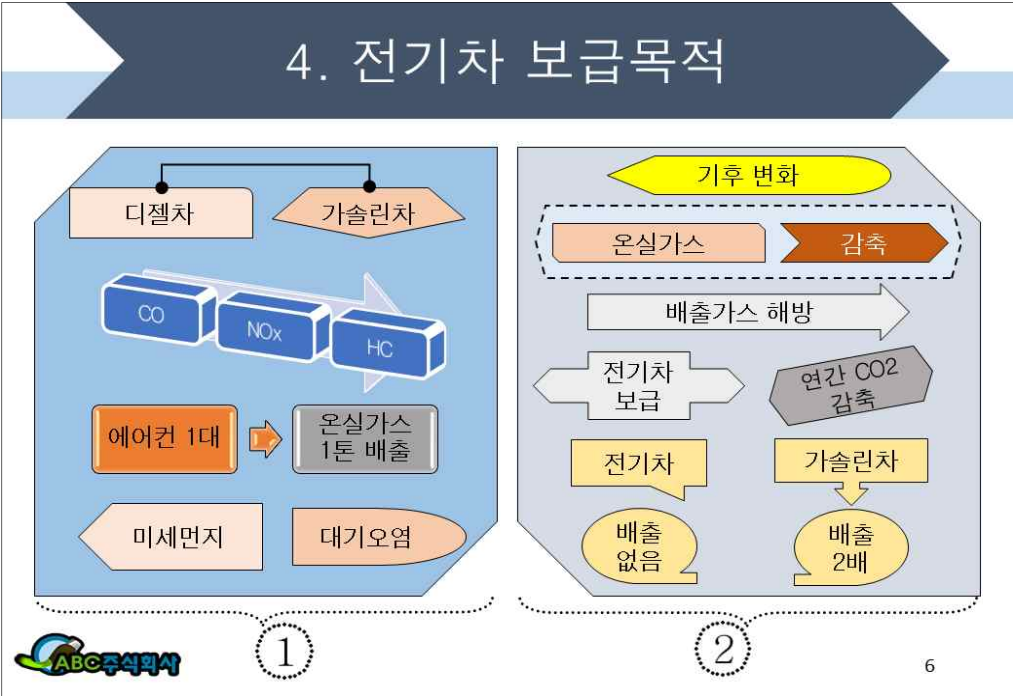 4. 전기차 보급목적
디젤차
가솔린차
CO
NOx
HC
에어컨 1대
온실가스
1톤 배출
미세먼지
대기오염
1
기후 변화
온실가스
감축
배출가스 해방
전기차
보급
연간 CO2
감축
전기차
가솔린차
배출
없음
배출
2배
2
ABC주식회사
6